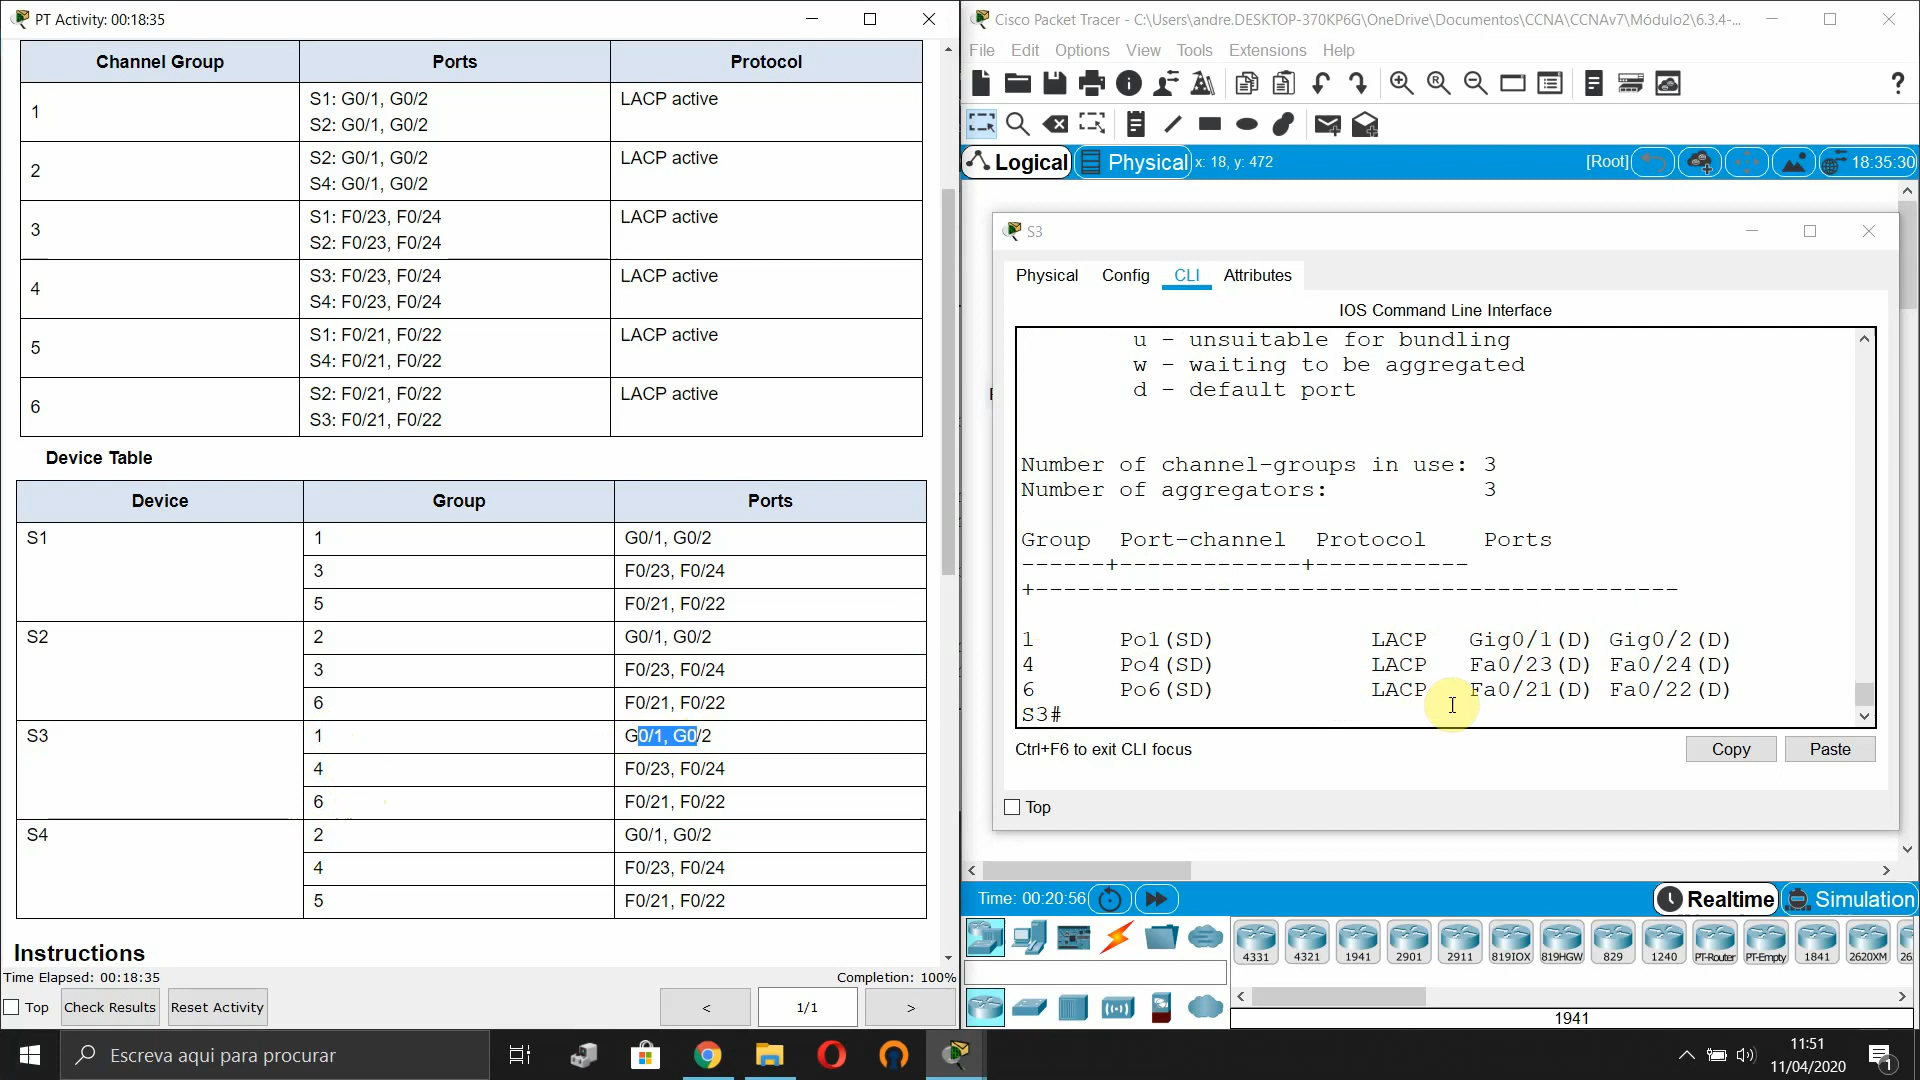 PT Activity: 00:18:35
Channel Group Ports Protocol
1 S1: G0/1, G0/2 LACP active
S2: G0/1, G0/2
2 S2: G0/1, G0/2 LACP active
S4: G0/1, G0/2
3 S1: F0/23, F0/24 LACP active
S2: F0/23, F0/24
4 S3: F0/23, F0/24 LACP active
S4: F0/23, F0/24
5 S1: F0/21, F0/22 LACP active
S4: F0/21, F0/22
6 S2: F0/21, F0/22 LACP active
S3: F0/21, F0/22
Device Table
Device Group Ports
S1 1 G0/1, G0/2
3 F0/23, F0/24
5 F0/21, F0/22
S2 2 G0/1, G0/2
3 F0/23, F0/24
6 F0/21, F0/22
S3 1 G0/1, G0/2
4 F0/23, F0/24
6 F0/21, F0/22
S4 2 G0/1, G0/2
4 F0/23, F0/24
5 F0/21, F0/22
Instructions
Time Elapsed: 00:18:35 Completion: 100%
Top Check Results Reset Activity < 1/1 >
Cisco Packet Tracer - C:\Users\andre.DESKTOP-370KP6G\OneDrive\Documentos\CCNA\CCNAv7\Módulo2\6.3.4-...
File Edit Options View Tools Extensions Help
Logical Physical x: 18, y: 472 [Root] 18:35:30
S3
Physical Config CLI Attributes
IOS Command Line Interface
u - unsuitable for bundling
w - waiting to be aggregated
d - default port
Number of channel-groups in use: 3
Number of aggregators: 3
Group Port-channel Protocol Ports
------+-------------+-----------
+----------------------------------------------
1 Po1(SD) LACP Gig0/1(D) Gig0/2(D)
4 Po4(SD) LACP Fa0/23(D) Fa0/24(D)
6 Po6(SD) LACP Fa0/21(D) Fa0/22(D)
S3#
Ctrl+F6 to exit CLI focus Copy Paste
Top
Time: 00:20:56 Realtime Simulation
4331 4321 1941 2901 2911 819IOX 819HGW 829 1240 PT-Router PT-Empty 1841 2620XM 26
1941
Escreva aqui para procurar
11:51
11/04/2020
1